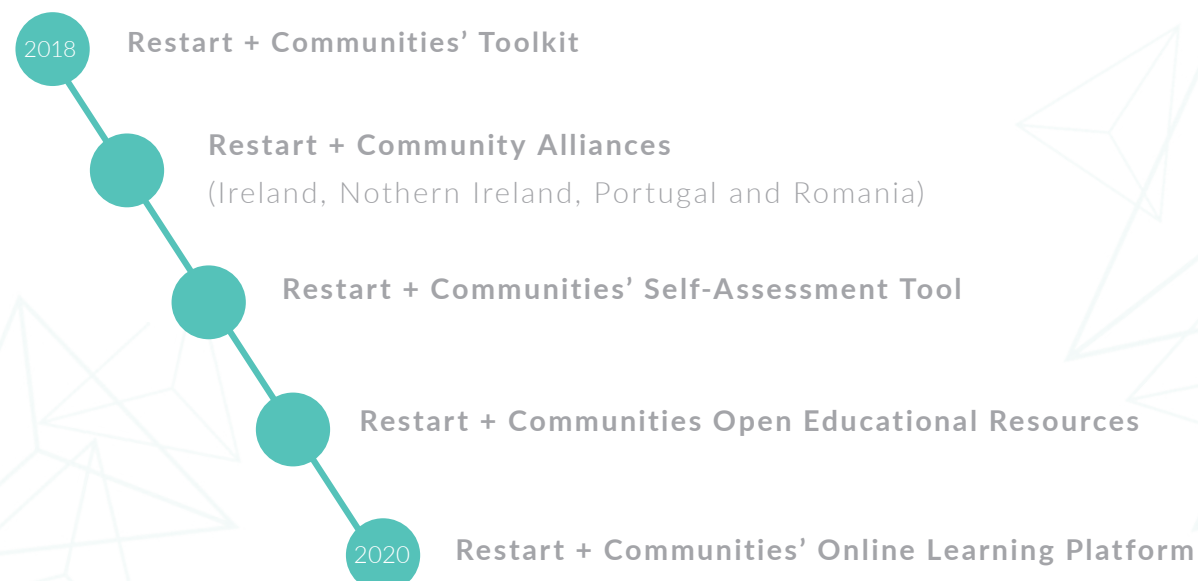 2018
Restart + Communities’ Toolkit
Restart + Community Alliances
(Ireland, Nothern Ireland, Portugal and Romania)
Restart + Communities’ Self-Assessment Tool
Restart + Communities Open Educational Resources
2020
Restart + Communities’ Online Learning Platform